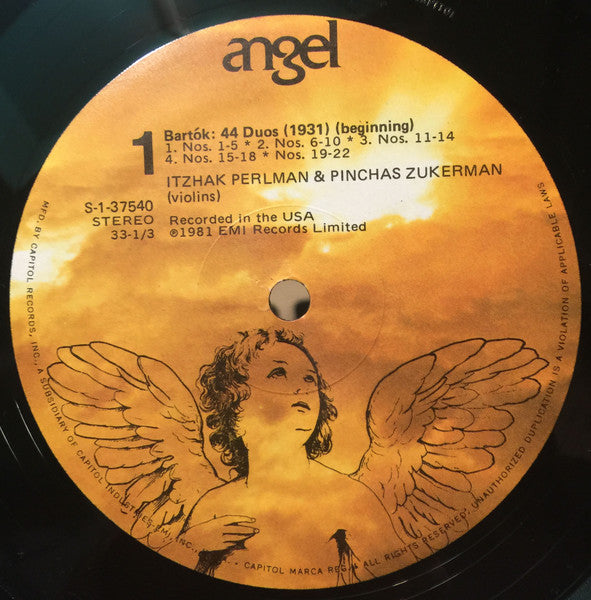 angel
1
Bartók: 44 Duos (1931) (beginning)
1. Nos. 1-5 * 2. Nos. 6-10 * 3. Nos. 11-14
4. Nos. 15-18 * Nos. 19-22
ITZHAK PERLMAN & PINCHAS ZUKERMAN
(violins)
S-1-37540
STEREO
33-1/3
Recorded in the USA
℗1981 EMI Records Limited
MFD. BY CAPITOL RECORDS, INC., A SUBSIDIARY OF CAPITOL INDUSTRIES-EMI, INC., • CAPITOL MARCA REG. • ALL RIGHTS RESERVED. UNAUTHORIZED DUPLICATION IS A VIOLATION OF APPLICABLE LAWS